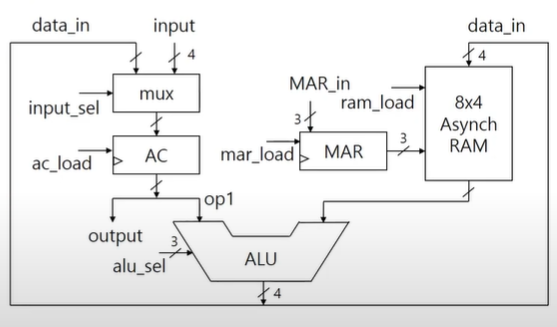 data_in
input
data_in
4
4
mux
input_sel
MAR_in
ram_load
8x4
Asynch
RAM
3
3
AC
ac_load
mar_load
MAR
op1
output
3
alu_sel
ALU
4